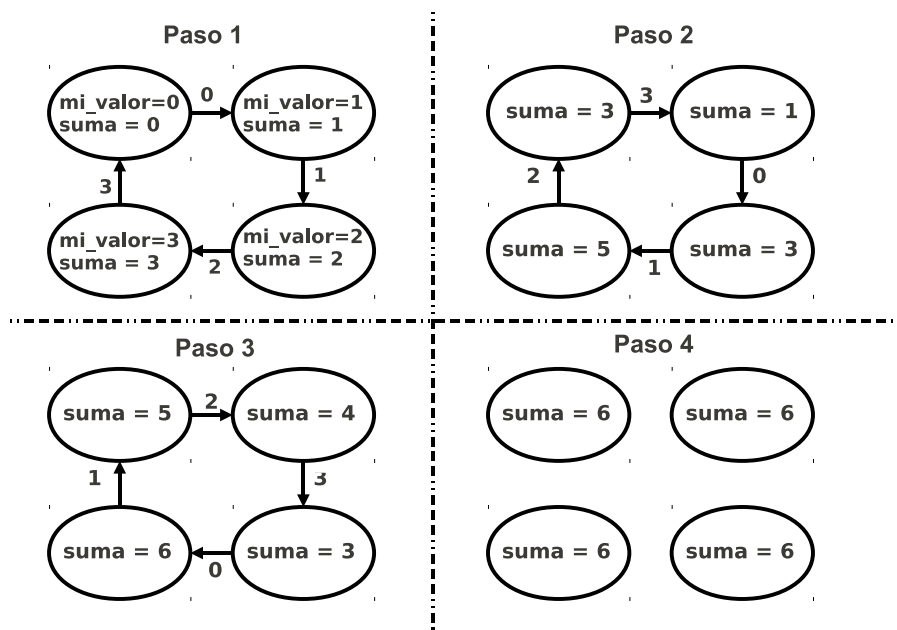 Paso 1
mi_valor=0
suma = 0
0
mi_valor=1
suma = 1
3
1
mi_valor=3
suma = 3
2
mi_valor=2
suma = 2
Paso 2
suma = 3
3
suma = 1
2
0
suma = 5
1
suma = 3
Paso 3
suma = 5
2
suma = 4
1
3
suma = 6
0
suma = 3
Paso 4
suma = 6
suma = 6
suma = 6
suma = 6